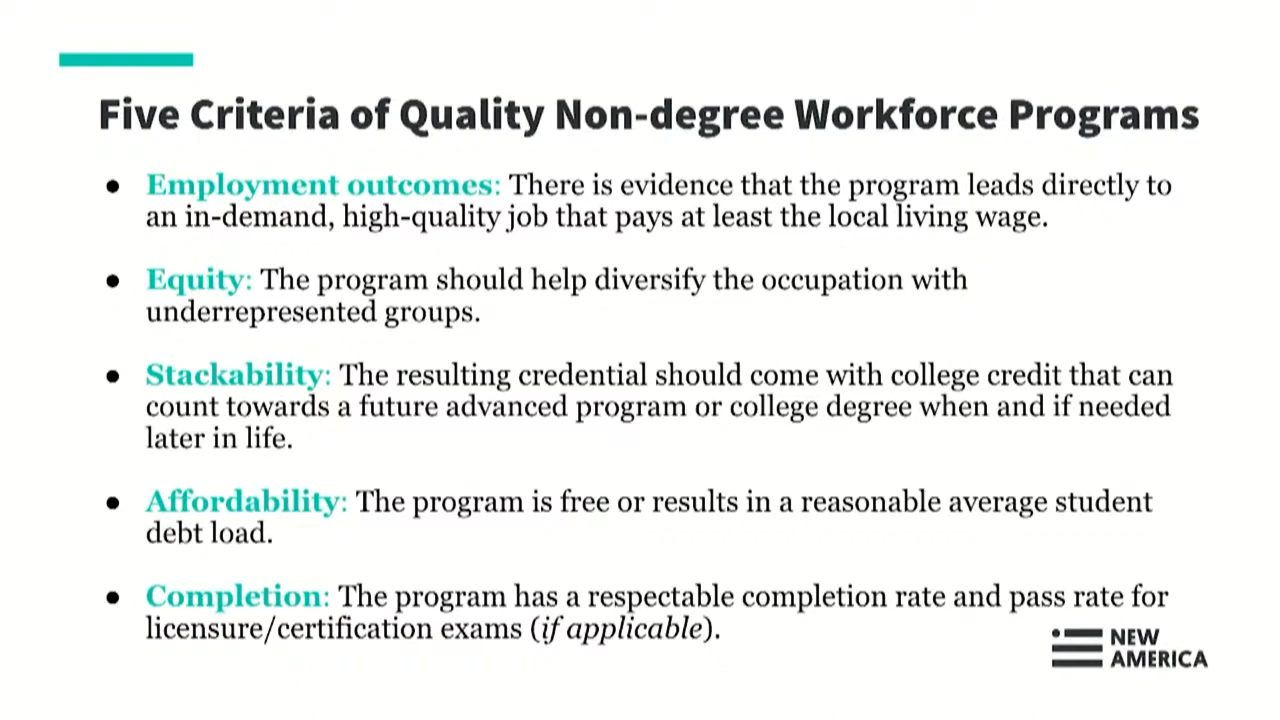 Five Criteria of Quality Non-degree Workforce Programs
● Employment outcomes: There is evidence that the program leads directly to
an in-demand, high-quality job that pays at least the local living wage.
● Equity: The program should help diversify the occupation with
underrepresented groups.
● Stackability: The resulting credential should come with college credit that can
count towards a future advanced program or college degree when and if needed
later in life.
● Affordability: The program is free or results in a reasonable average student
debt load.
● Completion: The program has a respectable completion rate and pass rate for
licensure/certification exams (if applicable).
NEW
AMERICA